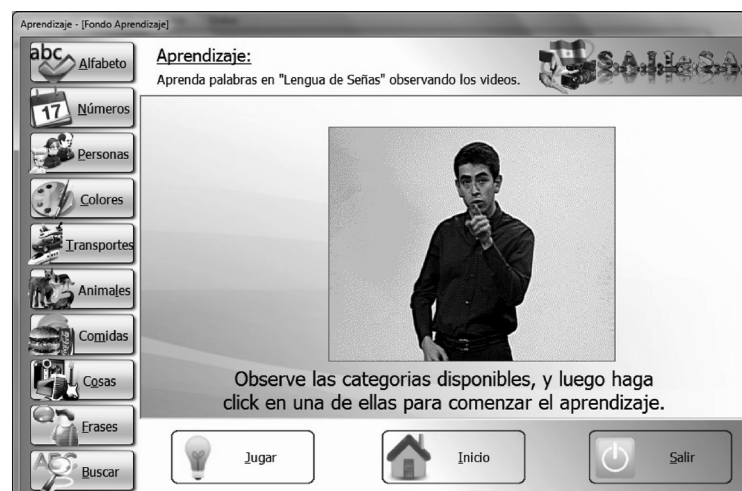 Aprendizaje - [Fondo Aprendizaje]
abc
Alfabeto
17
Números
Personas
Colores
Transportes
Animales
Comidas
Cosas
Frases
Buscar
Aprendizaje:
Aprenda palabras en "Lengua de Señas" observando los videos.
Observe las categorias disponibles, y luego haga
click en una de ellas para comenzar el aprendizaje.
Jugar
Inicio
Salir